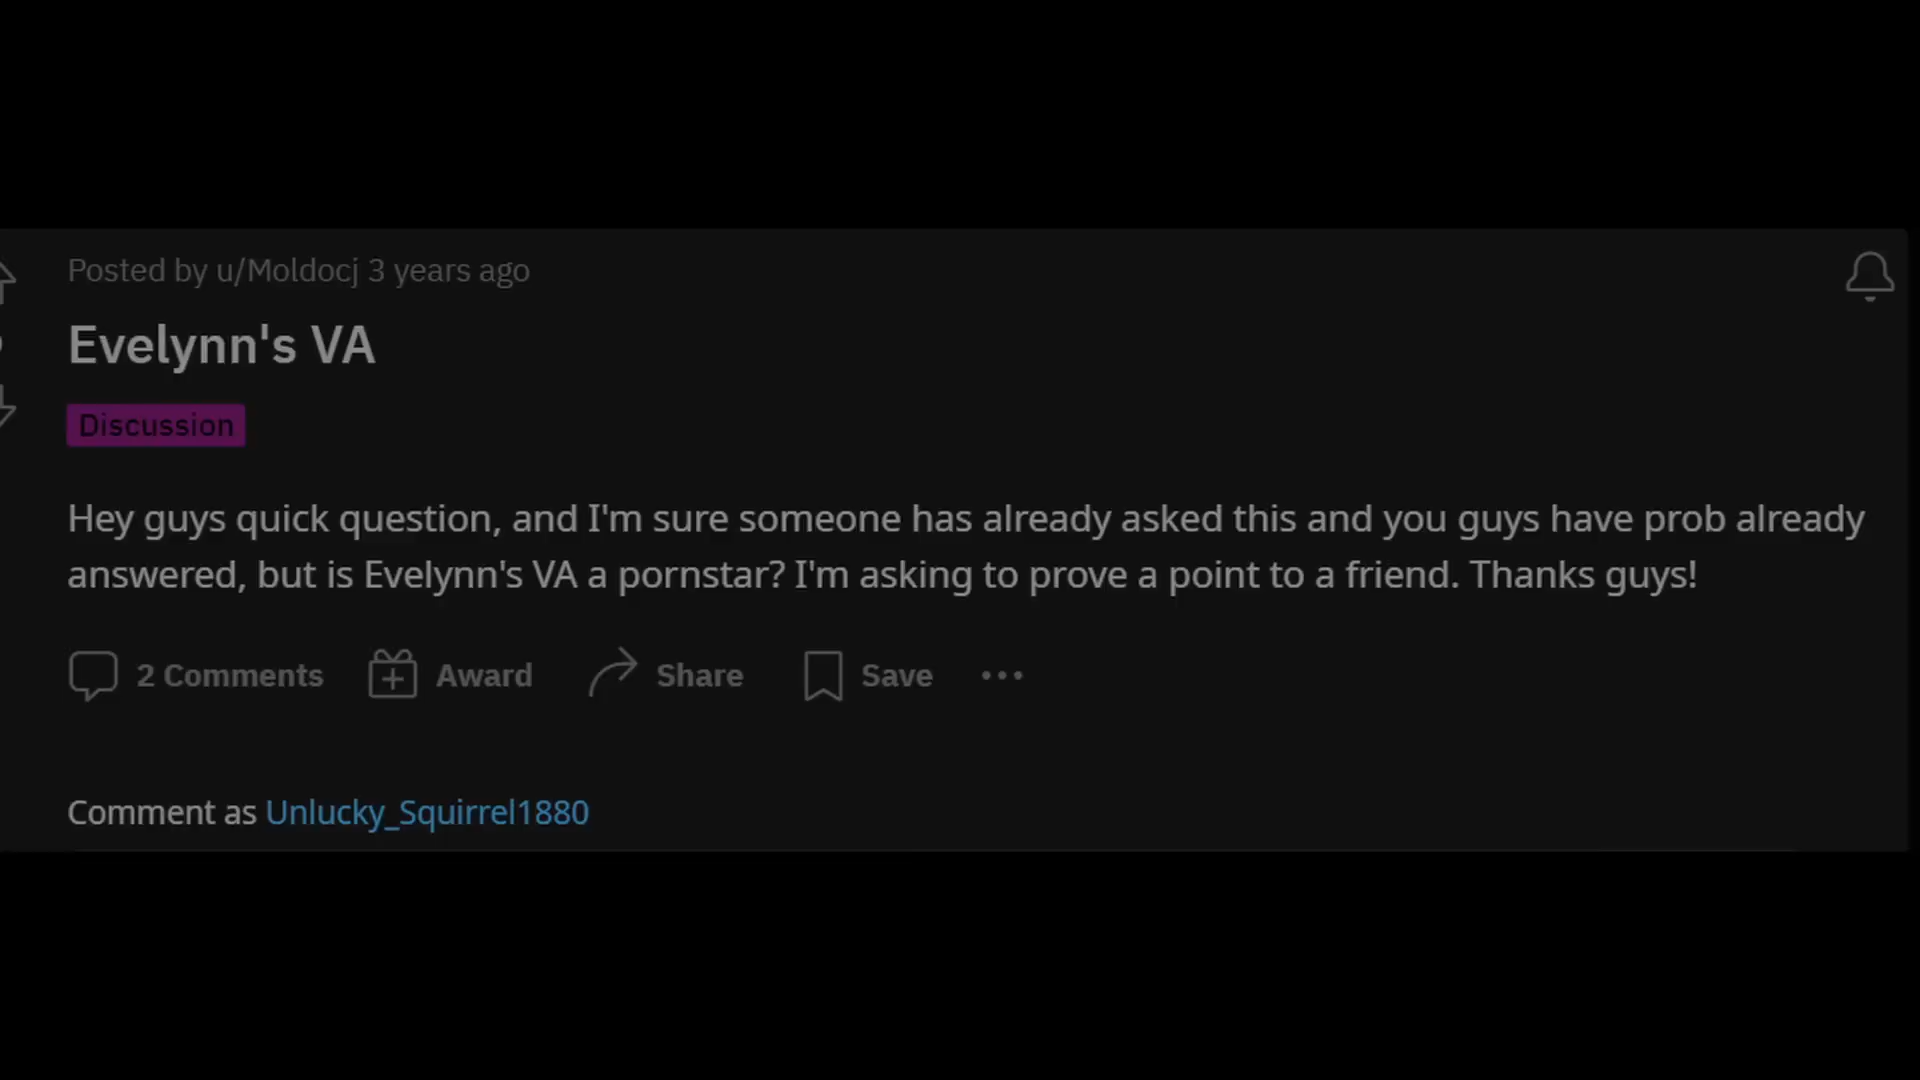 Posted by u/Moldocj 3 years ago
Evelynn's VA
Discussion
Hey guys quick question, and I'm sure someone has already asked this and you guys have prob already
answered, but is Evelynn's VA a pornstar? I'm asking to prove a point to a friend. Thanks guys!
2 Comments Award Share Save
Comment as Unlucky_Squirrel1880